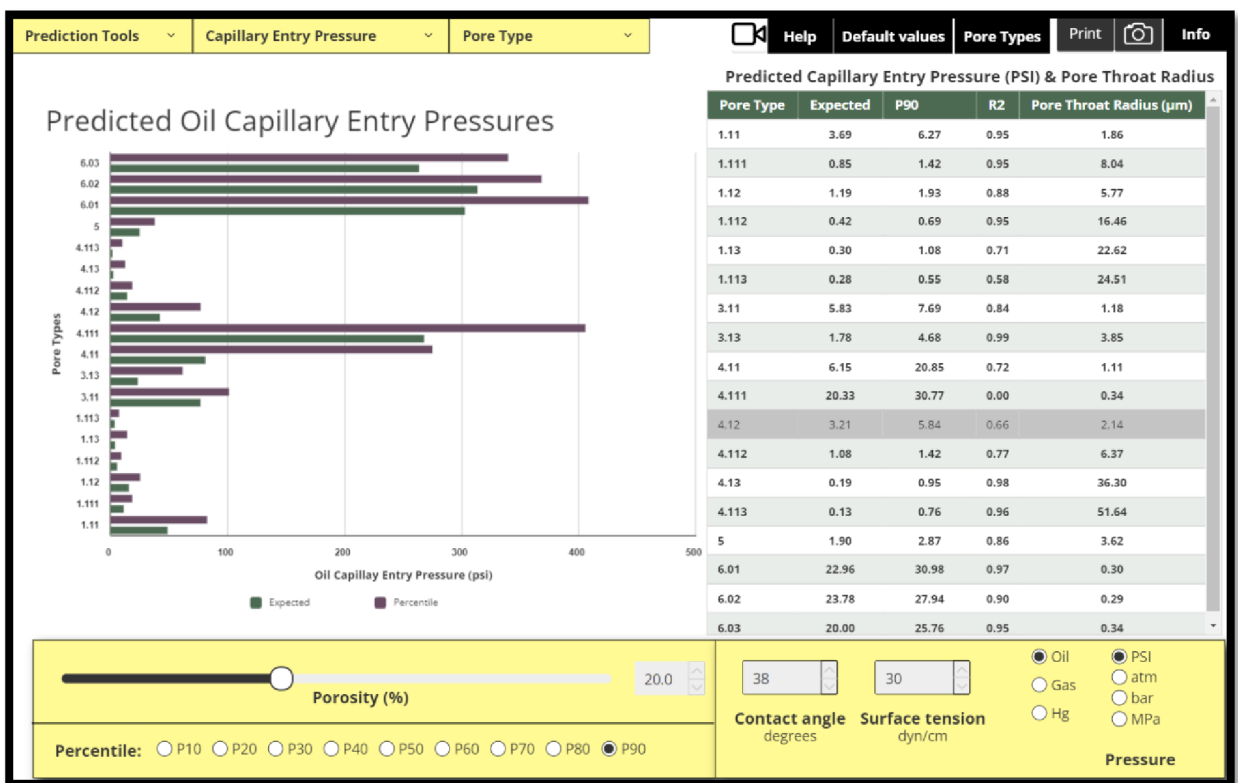 Prediction Tools Capillary Entry Pressure Pore Type Help Default values Pore Types Print Info
Predicted Capillary Entry Pressure (PSI) & Pore Throat Radius
Predicted Oil Capillary Entry Pressures
6.03
6.02
6.01
5
4.113
4.13
4.112
4.12
4.111
4.11
3.13
3.11
1.113
1.13
1.112
1.12
1.111
1.11
Pore Types
0 100 200 300 400 500
Oil Capillay Entry Pressure (psi)
Expected Percentile
Pore Type Expected P90 R2 Pore Throat Radius (µm)
1.11 3.69 6.27 0.95 1.86
1.111 0.85 1.42 0.95 8.04
1.12 1.19 1.93 0.88 5.77
1.112 0.42 0.69 0.95 16.46
1.13 0.30 1.08 0.71 22.62
1.113 0.28 0.55 0.58 24.51
3.11 5.83 7.69 0.84 1.18
3.13 1.78 4.68 0.99 3.85
4.11 6.15 20.85 0.72 1.11
4.111 20.33 30.77 0.00 0.34
4.12 3.21 5.84 0.66 2.14
4.112 1.08 1.42 0.77 6.37
4.13 0.19 0.95 0.98 36.30
4.113 0.13 0.76 0.96 51.64
5 1.90 2.87 0.86 3.62
6.01 22.96 30.98 0.97 0.30
6.02 23.78 27.94 0.90 0.29
6.03 20.00 25.76 0.95 0.34
20.0
Porosity (%)
Percentile: P10 P20 P30 P40 P50 P60 P70 P80 P90
38 30
Contact angle Surface tension
degrees dyn/cm
Oil
Gas
Hg
PSI
atm
bar
MPa
Pressure